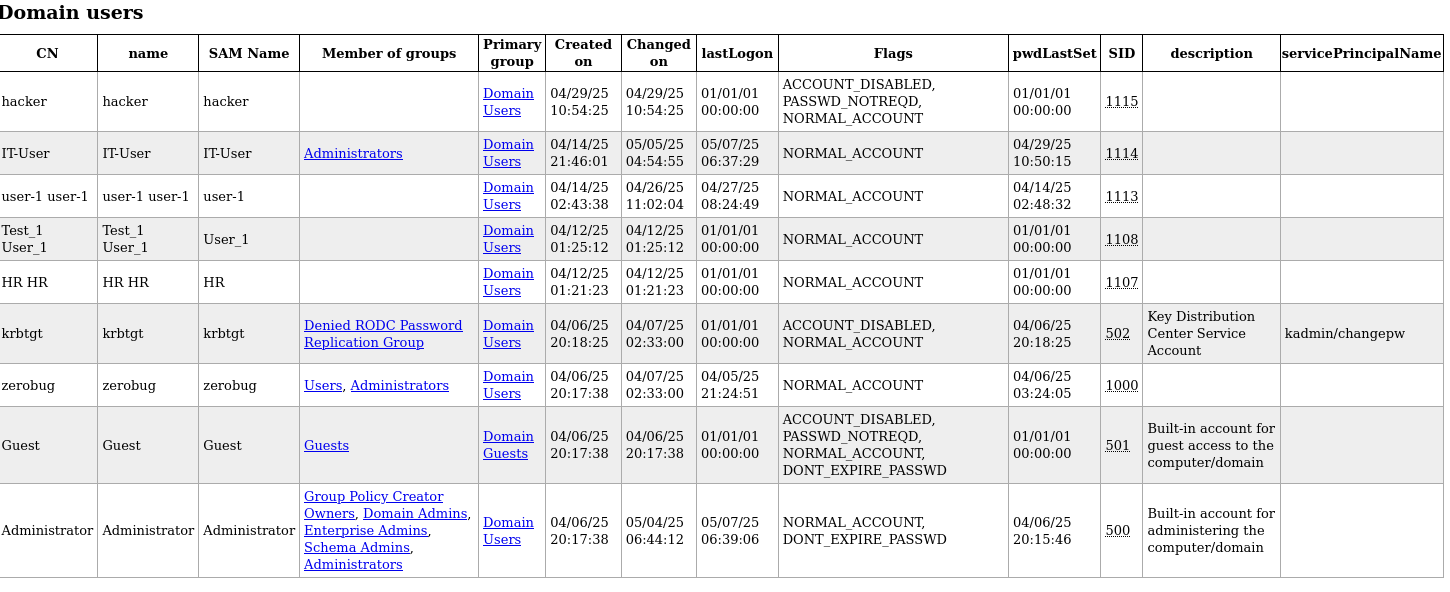 Domain users
CN name SAM Name Member of groups Primary group Created on Changed on lastLogon Flags pwdLastSet SID description servicePrincipalName
hacker hacker hacker Domain Users 04/29/25 10:54:25 04/29/25 10:54:25 01/01/01 00:00:00 ACCOUNT_DISABLED, PASSWD_NOTREQD, NORMAL_ACCOUNT 01/01/01 00:00:00 1115
IT-User IT-User IT-User Administrators Domain Users 04/14/25 21:46:01 05/05/25 04:54:55 05/07/25 06:37:29 NORMAL_ACCOUNT 04/29/25 10:50:15 1114
user-1 user-1 user-1 user-1 user-1 Domain Users 04/14/25 02:43:38 04/26/25 11:02:04 04/27/25 08:24:49 NORMAL_ACCOUNT 04/14/25 02:48:32 1113
Test_1 User_1 Test_1 User_1 User_1 Domain Users 04/12/25 01:25:12 04/12/25 01:25:12 01/01/01 00:00:00 NORMAL_ACCOUNT 01/01/01 00:00:00 1108
HR HR HR HR HR Domain Users 04/12/25 01:21:23 04/12/25 01:21:23 01/01/01 00:00:00 NORMAL_ACCOUNT 01/01/01 00:00:00 1107
krbtgt krbtgt krbtgt Denied RODC Password Replication Group Domain Users 04/06/25 20:18:25 04/07/25 02:33:00 01/01/01 00:00:00 ACCOUNT_DISABLED, NORMAL_ACCOUNT 04/06/25 20:18:25 502 Key Distribution Center Service Account kadmin/changepw
zerobug zerobug zerobug Users, Administrators Domain Users 04/06/25 20:17:38 04/07/25 02:33:00 04/05/25 21:24:51 NORMAL_ACCOUNT 04/06/25 03:24:05 1000
Guest Guest Guest Guests Domain Guests 04/06/25 20:17:38 04/06/25 20:17:38 01/01/01 00:00:00 ACCOUNT_DISABLED, PASSWD_NOTREQD, NORMAL_ACCOUNT, DONT_EXPIRE_PASSWD 01/01/01 00:00:00 501 Built-in account for guest access to the computer/domain
Administrator Administrator Administrator Group Policy Creator Owners, Domain Admins, Enterprise Admins, Schema Admins, Administrators Domain Users 04/06/25 20:17:38 05/04/25 06:44:12 05/07/25 06:39:06 NORMAL_ACCOUNT, DONT_EXPIRE_PASSWD 04/06/25 20:15:46 500 Built-in account for administering the computer/domain